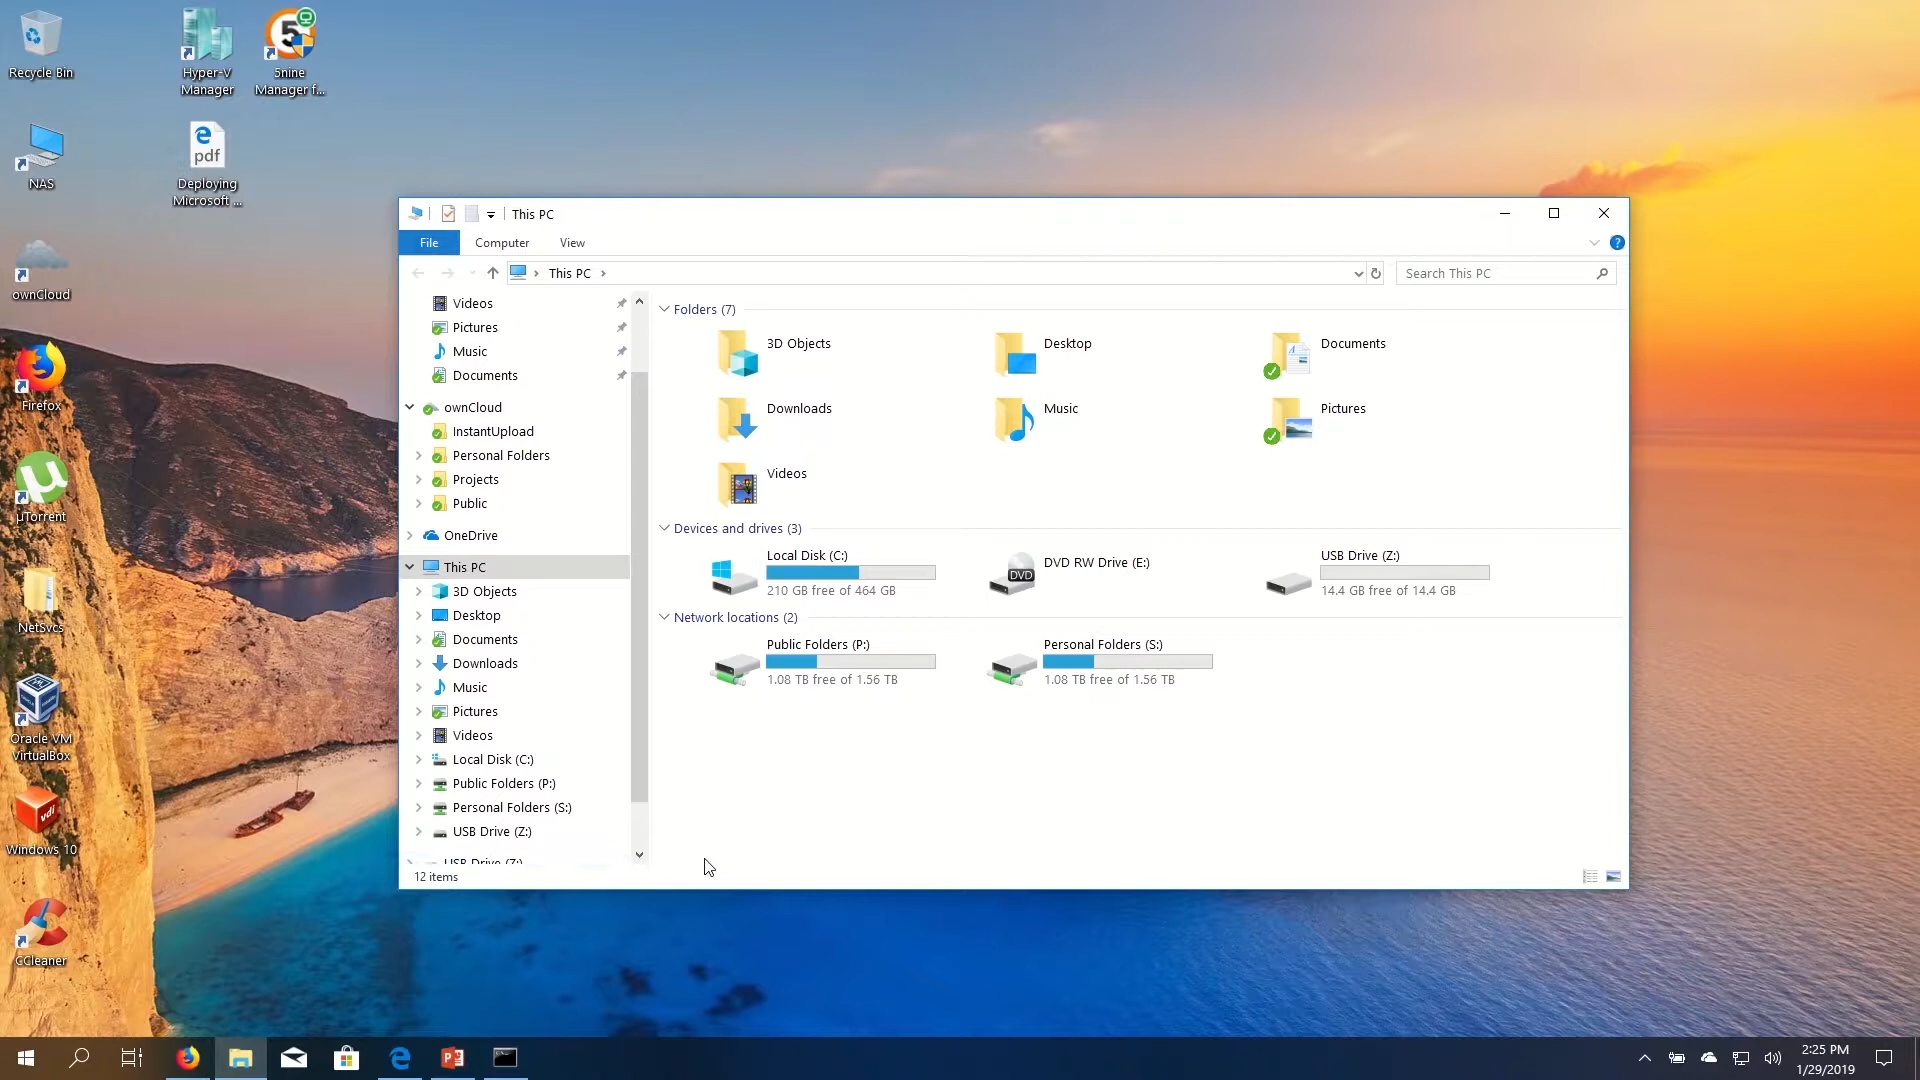 Recycle Bin
Hyper-V
Manager
5
5nine
Manager f...
NAS
pdf
Deploying
Microsoft ...
ownCloud
Firefox
µTorrent
NetSvcs
Oracle VM
VirtualBox
vdi
Windows 10
CCleaner
This PC
File
Computer
View
This PC
Search This PC
Videos
Pictures
Music
Documents
ownCloud
InstantUpload
Personal Folders
Projects
Public
OneDrive
This PC
3D Objects
Desktop
Documents
Downloads
Music
Pictures
Videos
Local Disk (C:)
Public Folders (P:)
Personal Folders (S:)
USB Drive (Z:)
USB Drive (Z:)
12 items
Folders (7)
3D Objects
Desktop
Documents
Downloads
Music
Pictures
Videos
Devices and drives (3)
Local Disk (C:)
210 GB free of 464 GB
DVD
DVD RW Drive (E:)
USB Drive (Z:)
14.4 GB free of 14.4 GB
Network locations (2)
Public Folders (P:)
1.08 TB free of 1.56 TB
Personal Folders (S:)
1.08 TB free of 1.56 TB
2:25 PM
1/29/2019